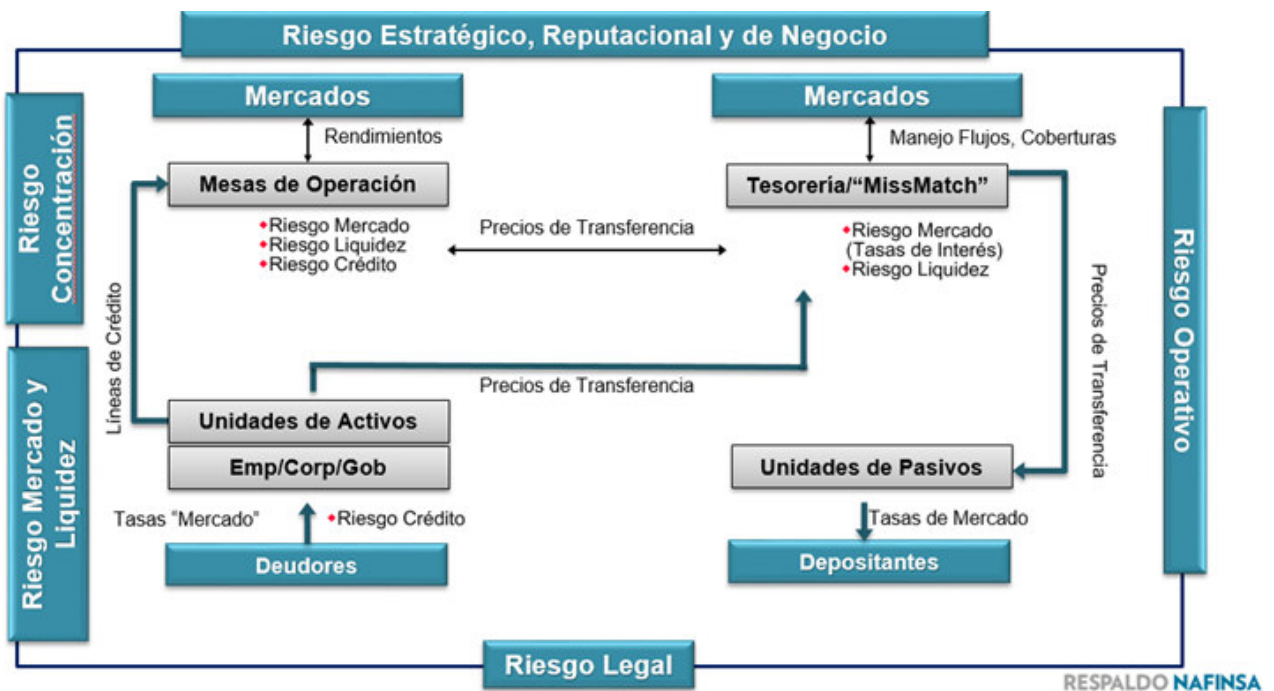 Riesgo Estratégico, Reputacional y de Negocio
Mercados
Mercados
Rendimientos
Manejo Flujos, Coberturas
Riesgo
Concentración
Mesas de Operación
Tesorería/“MissMatch”
Riesgo Mercado
Riesgo Liquidez
Riesgo Crédito
Precios de Transferencia
Riesgo Mercado
(Tasas de Interés)
Riesgo Liquidez
Precios de Transferencia
Riesgo Operativo
Líneas de Crédito
Precios de Transferencia
Riesgo Mercado y
Liquidez
Unidades de Activos
Emp/Corp/Gob
Unidades de Pasivos
Tasas “Mercado”
Riesgo Crédito
Tasas de Mercado
Deudores
Depositantes
Riesgo Legal
RESPALDO NAFINSA